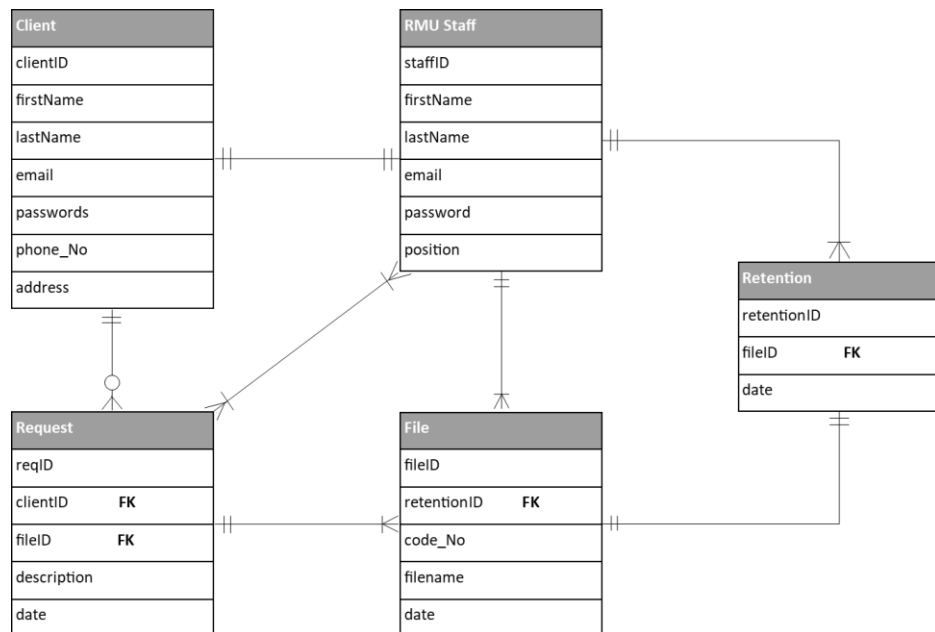 Client
clientID
firstName
lastName
email
passwords
phone_No
address
RMU Staff
staffID
firstName
lastName
email
password
position
Retention
retentionID
fileID FK
date
Request
reqID
clientID FK
fileID FK
description
date
File
fileID
retentionID FK
code_No
filename
date